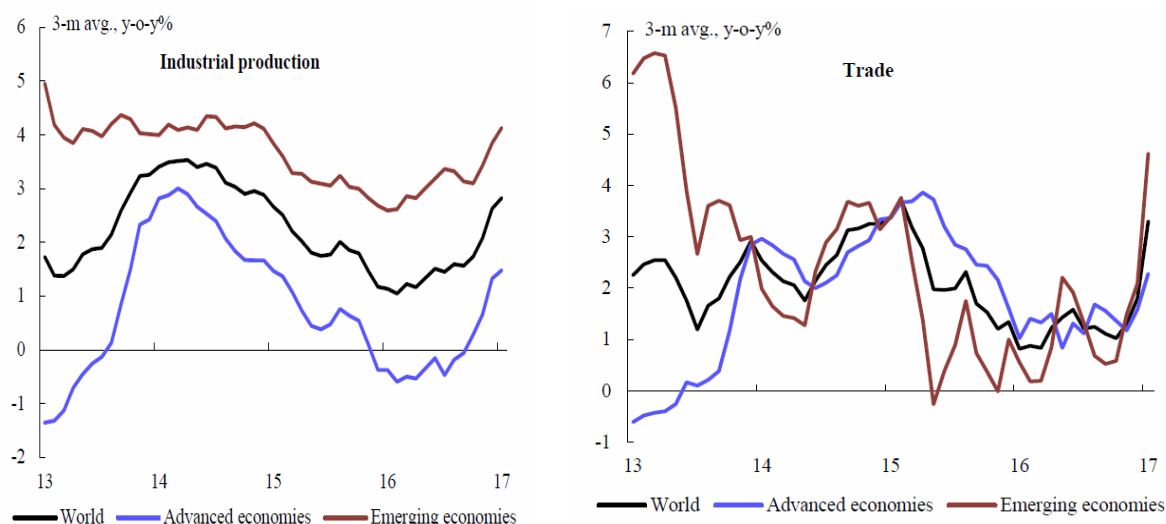 3-m avg., y-o-y%
Industrial production
6
5
4
3
2
1
0
-1
-2
13 14 15 16 17
World Advanced economies Emerging economies
3-m avg., y-o-y%
Trade
7
6
5
4
3
2
1
0
-1
13 14 15 16 17
World Advanced economies Emerging economies